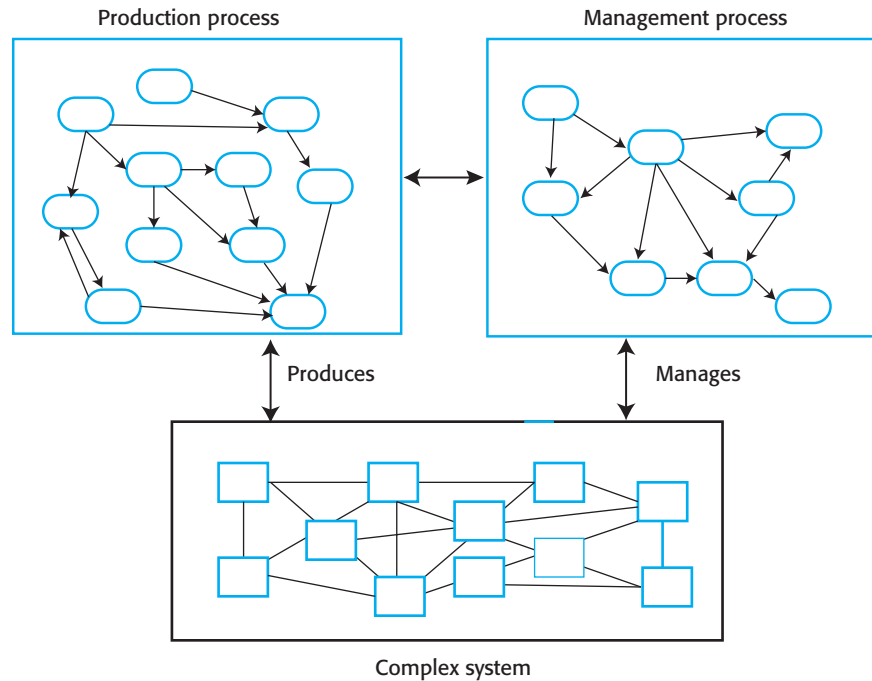 Production process
Management process
Produces
Manages
Complex system